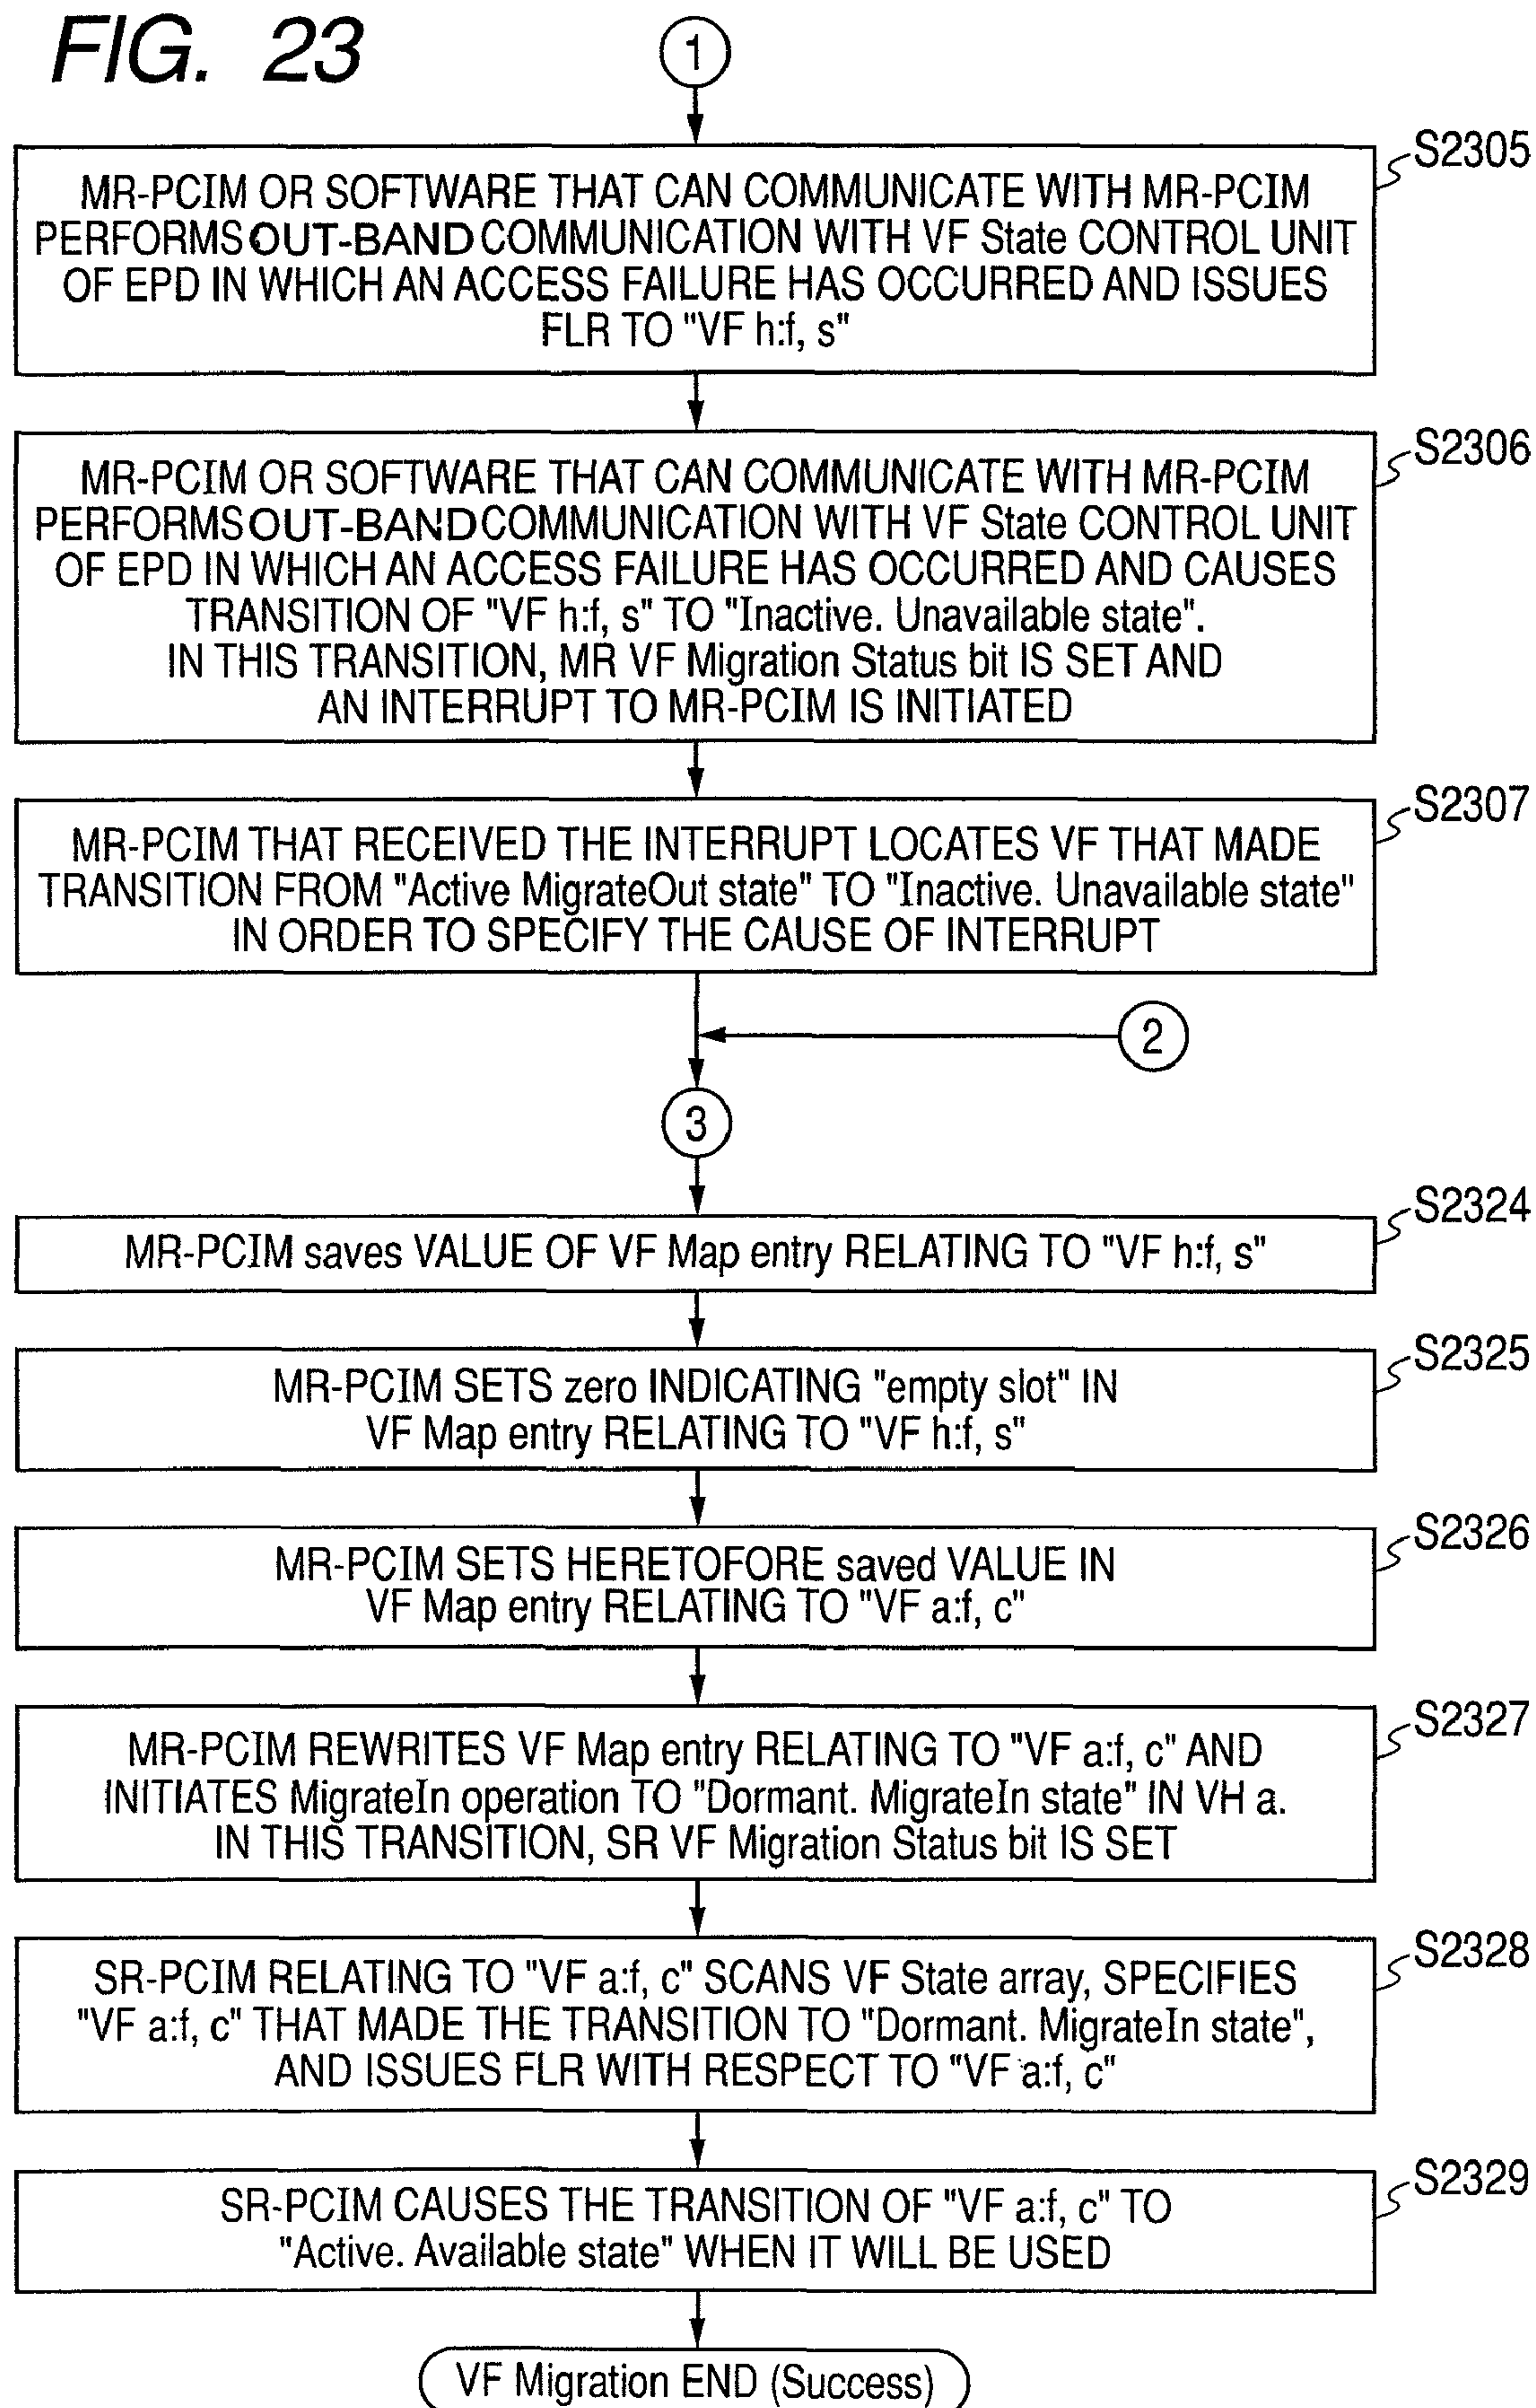 FIG. 23
1
S2305
MR-PCIM OR SOFTWARE THAT CAN COMMUNICATE WITH MR-PCIM
PERFORMS OUT-BAND COMMUNICATION WITH VF State CONTROL UNIT
OF EPD IN WHICH AN ACCESS FAILURE HAS OCCURRED AND ISSUES
FLR TO "VF h:f, s"
S2306
MR-PCIM OR SOFTWARE THAT CAN COMMUNICATE WITH MR-PCIM
PERFORMS OUT-BAND COMMUNICATION WITH VF State CONTROL UNIT
OF EPD IN WHICH AN ACCESS FAILURE HAS OCCURRED AND CAUSES
TRANSITION OF "VF h:f, s" TO "Inactive. Unavailable state".
IN THIS TRANSITION, MR VF Migration Status bit IS SET AND
AN INTERRUPT TO MR-PCIM IS INITIATED
S2307
MR-PCIM THAT RECEIVED THE INTERRUPT LOCATES VF THAT MADE
TRANSITION FROM "Active MigrateOut state" TO "Inactive. Unavailable state"
IN ORDER TO SPECIFY THE CAUSE OF INTERRUPT
2
3
S2324
MR-PCIM saves VALUE OF VF Map entry RELATING TO "VF h:f, s"
S2325
MR-PCIM SETS zero INDICATING "empty slot" IN
VF Map entry RELATING TO "VF h:f, s"
S2326
MR-PCIM SETS HERETOFORE saved VALUE IN
VF Map entry RELATING TO "VF a:f, c"
S2327
MR-PCIM REWRITES VF Map entry RELATING TO "VF a:f, c" AND
INITIATES MigrateIn operation TO "Dormant. MigrateIn state" IN VH a.
IN THIS TRANSITION, SR VF Migration Status bit IS SET
S2328
SR-PCIM RELATING TO "VF a:f, c" SCANS VF State array, SPECIFIES
"VF a:f, c" THAT MADE THE TRANSITION TO "Dormant. MigrateIn state",
AND ISSUES FLR WITH RESPECT TO "VF a:f, c"
S2329
SR-PCIM CAUSES THE TRANSITION OF "VF a:f, c" TO
"Active. Available state" WHEN IT WILL BE USED
VF Migration END (Success)